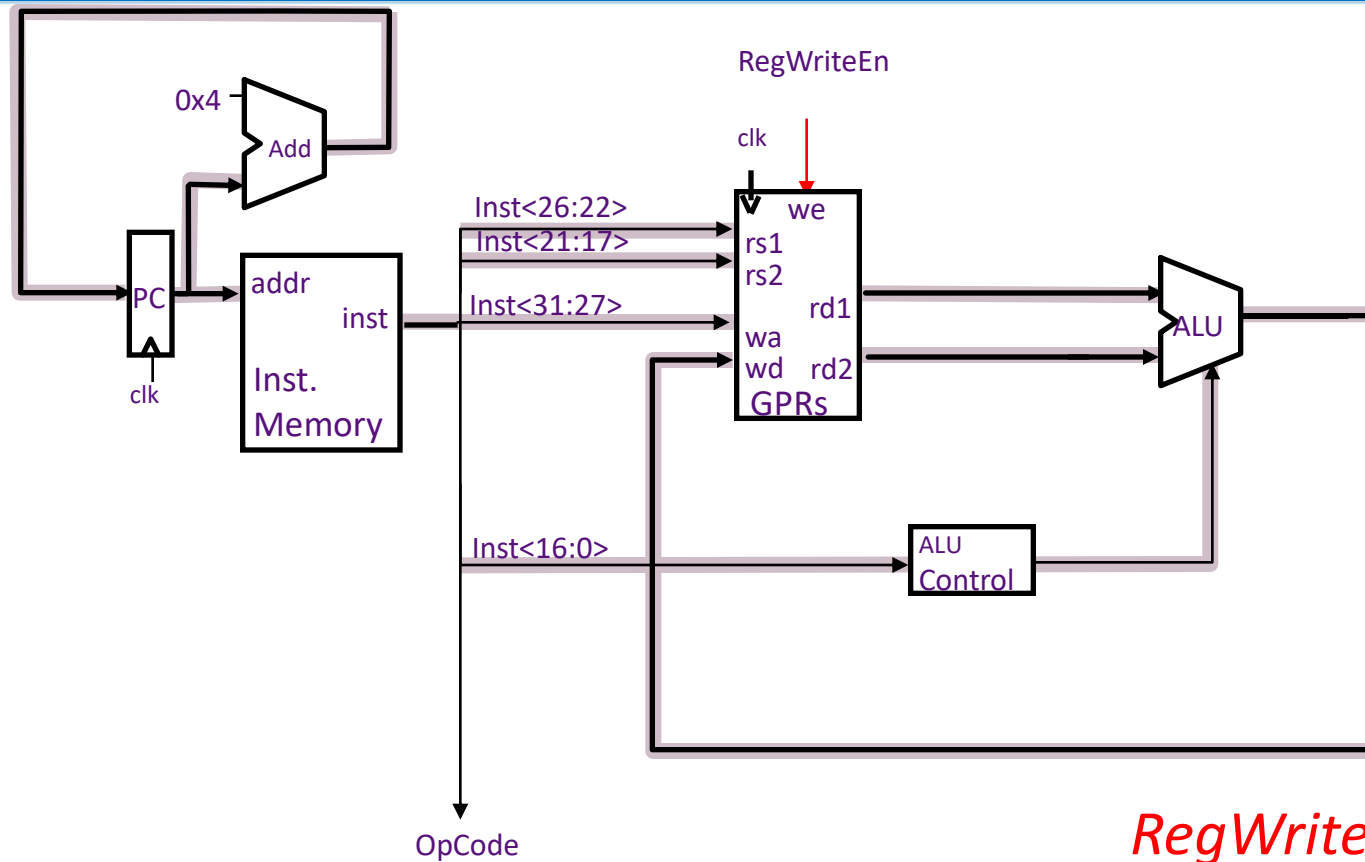 RegWriteEn
0x4
Add
clk
Inst<26:22>
we
Inst<21:17>
rs1
rs2
PC
addr
inst
Inst<31:27>
rd1
ALU
wa
wd
rd2
clk
Inst.
Memory
GPRs
Inst<16:0>
ALU
Control
OpCode
RegWrite